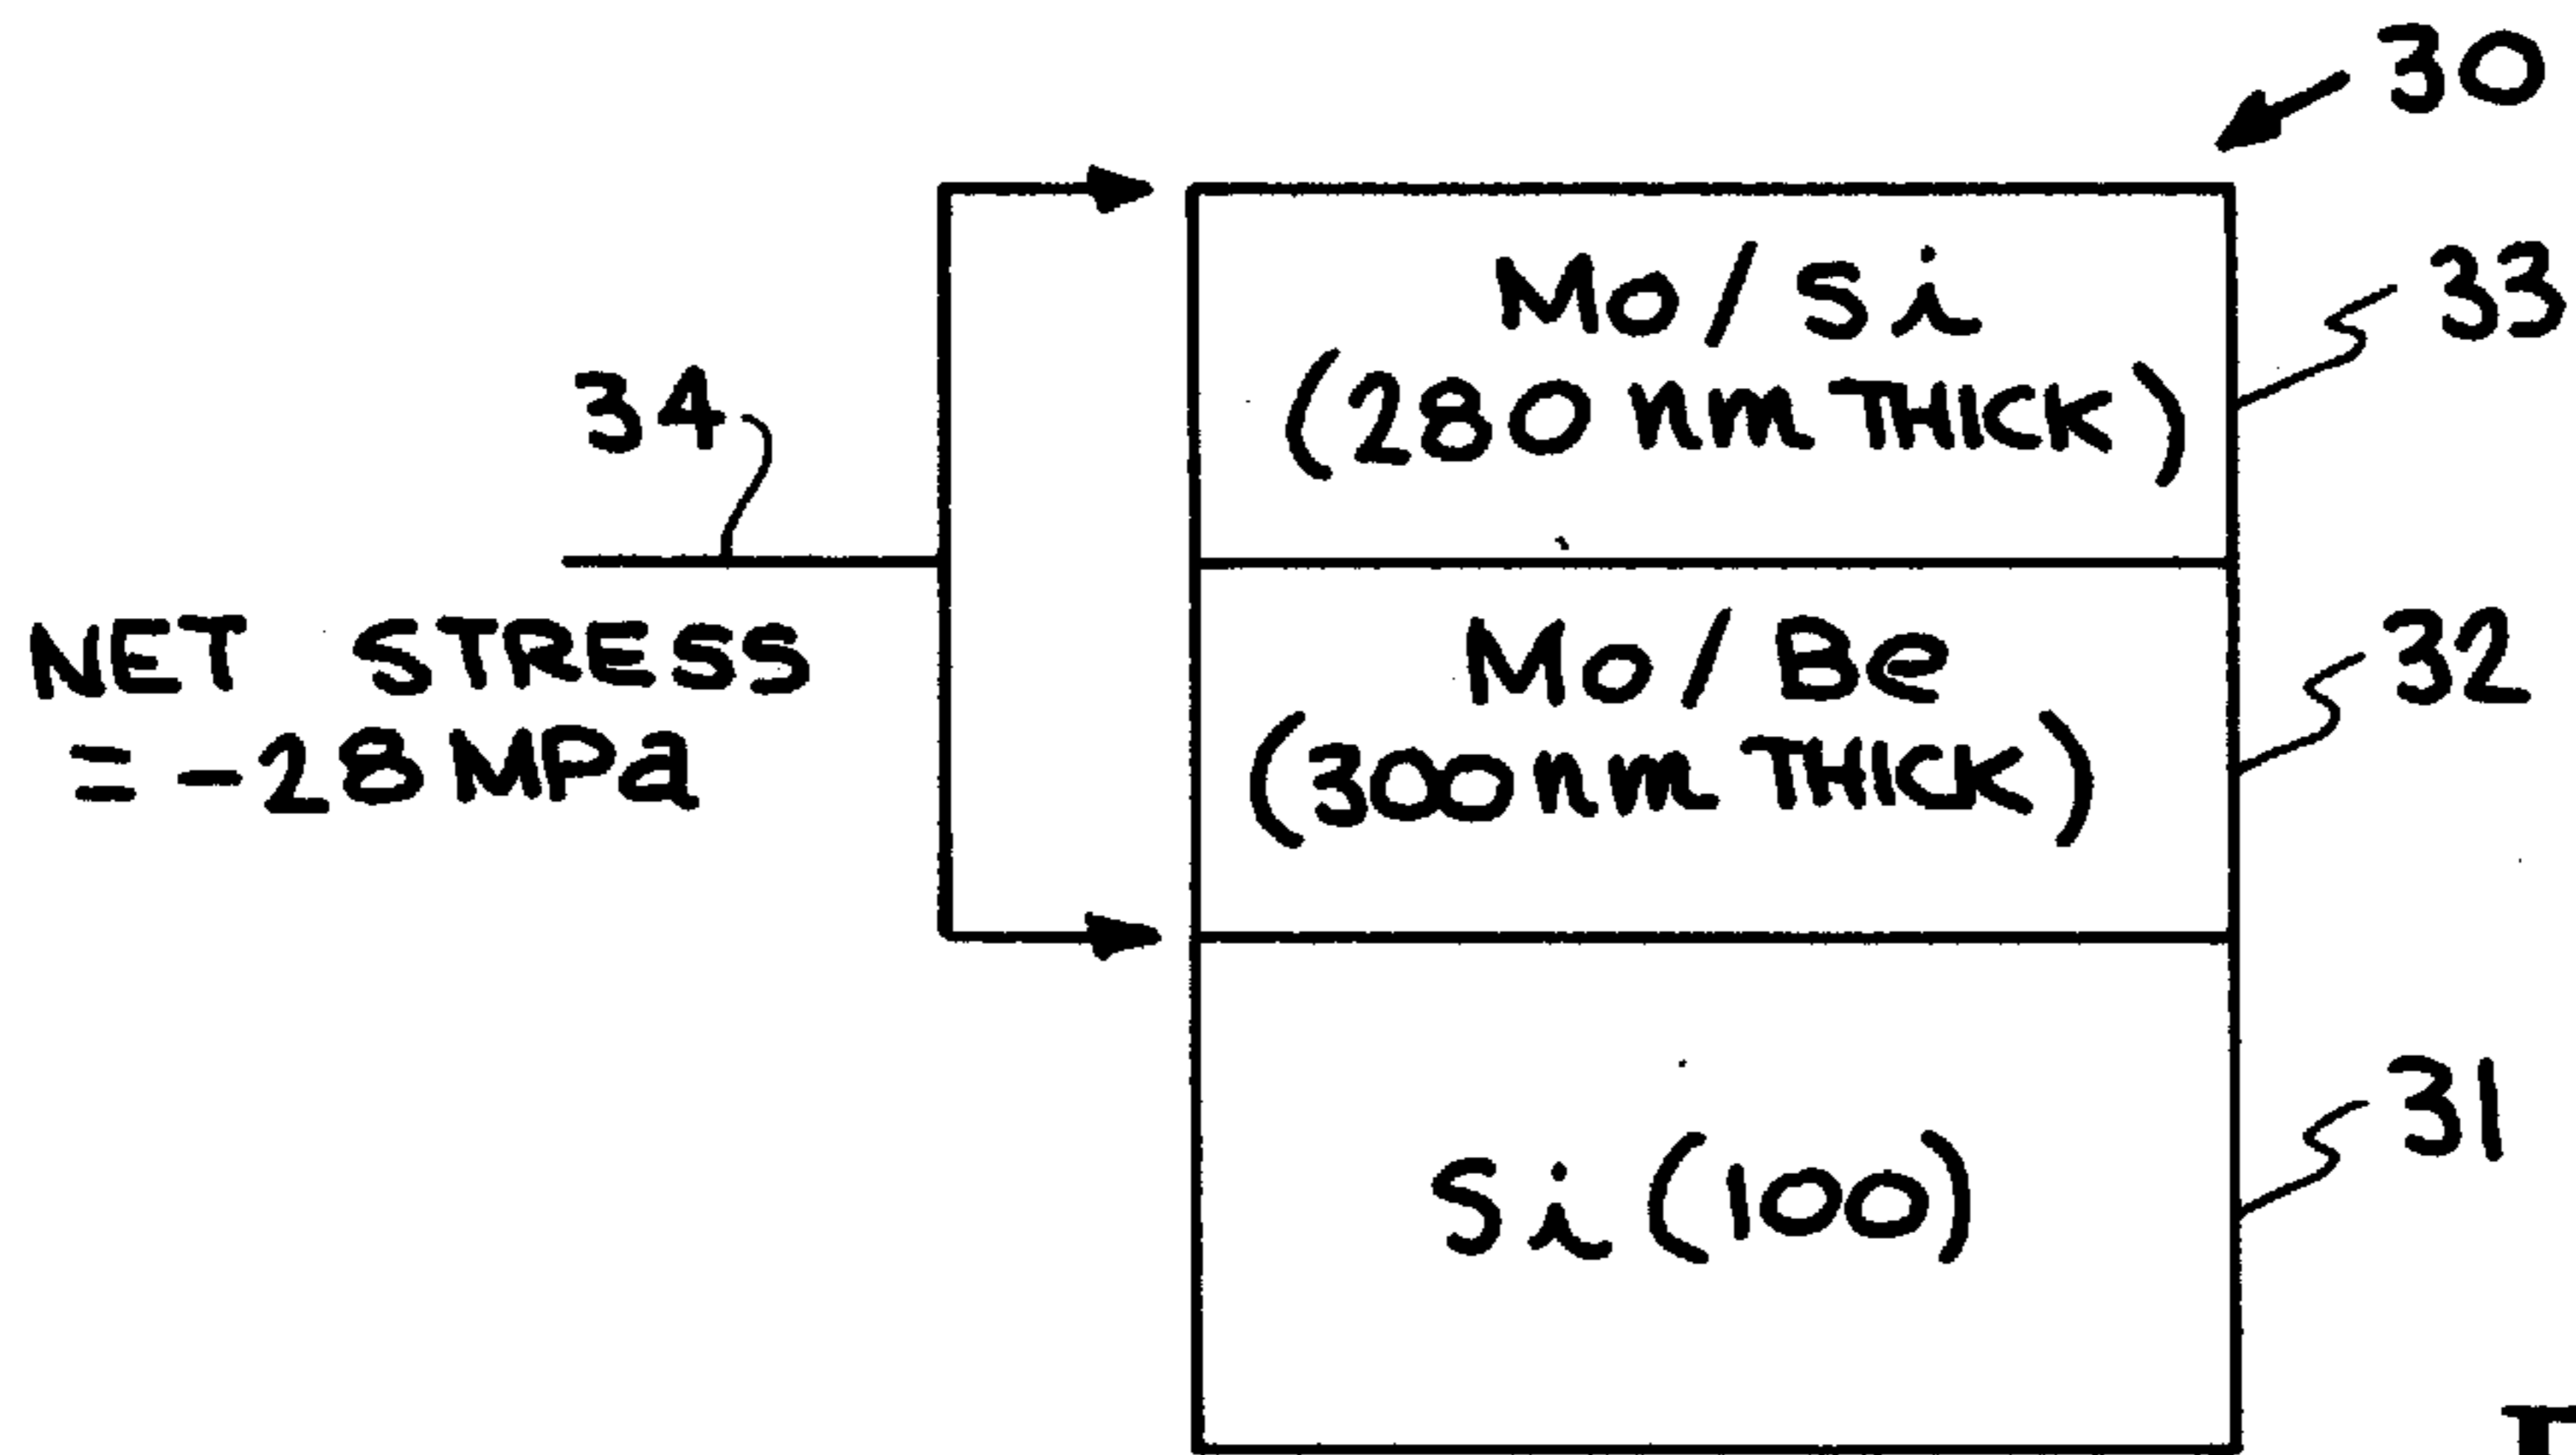 30
Mo/Si
(280 nm THICK)
33
34
NET STRESS
= -28 MPa
Mo/Be
(300 nm THICK)
32
Si(100)
31